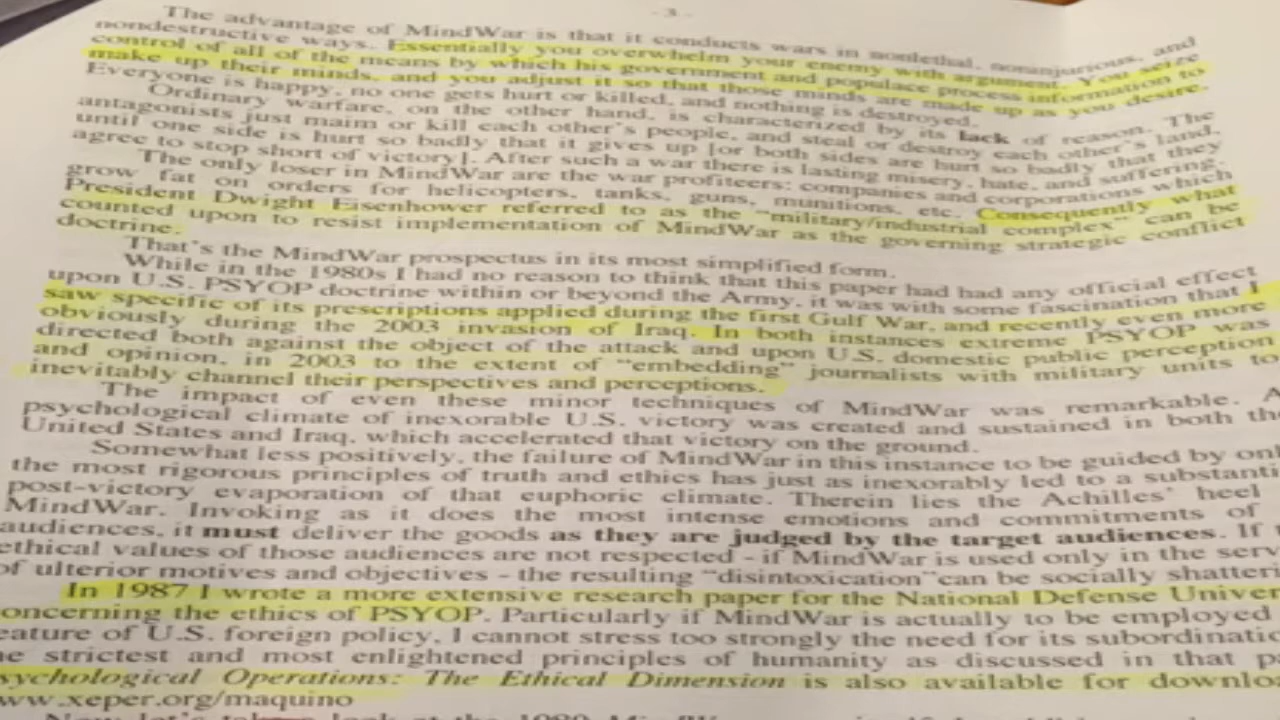 - 3 -
The advantage of MindWar is that it conducts wars in nonlethal, noninjurious, and
nondestructive ways. Essentially you overwhelm your enemy with argument. You seize
control of all of the means by which his government and populace process information to
make up their minds, and you adjust it so that those minds are made up as you desire.
Everyone is happy, no one gets hurt or killed, and nothing is destroyed.
Ordinary warfare, on the other hand, is characterized by its lack of reason. The
antagonists just maim or kill each other's people, and steal or destroy each other's land,
until one side is hurt so badly that it gives up [or both sides are hurt so badly that they
agree to stop short of victory]. After such a war there is lasting misery, hate, and suffering.
The only loser in MindWar are the war profiteers: companies and corporations which
grow fat on orders for helicopters, tanks, guns, munitions, etc. Consequently what
President Dwight Eisenhower referred to as the "military/industrial complex" can be
counted upon to resist implementation of MindWar as the governing strategic conflict
doctrine.
That's the MindWar prospectus in its most simplified form.
While in the 1980s I had no reason to think that this paper had had any official effect
upon U.S. PSYOP doctrine within or beyond the Army, it was with some fascination that I
saw specific of its prescriptions applied during the first Gulf War, and recently even more
obviously during the 2003 invasion of Iraq. In both instances extreme PSYOP was
directed both against the object of the attack and upon U.S. domestic public perception
and opinion, in 2003 to the extent of "embedding" journalists with military units to
inevitably channel their perspectives and perceptions.
The impact of even these minor techniques of MindWar was remarkable. A
psychological climate of inexorable U.S. victory was created and sustained in both the
United States and Iraq, which accelerated that victory on the ground.
Somewhat less positively, the failure of MindWar in this instance to be guided by onl
the most rigorous principles of truth and ethics has just as inexorably led to a substanti
post-victory evaporation of that euphoric climate. Therein lies the Achilles' heel
MindWar. Invoking as it does the most intense emotions and commitments of
audiences, it must deliver the goods as they are judged by the target audiences. If
ethical values of those audiences are not respected - if MindWar is used only in the serv
of ulterior motives and objectives - the resulting "disintoxication" can be socially shatteri
In 1987 I wrote a more extensive research paper for the National Defense Univer
oncerning the ethics of PSYOP. Particularly if MindWar is actually to be employed
eature of U.S. foreign policy, I cannot stress too strongly the need for its subordinatio
e strictest and most enlightened principles of humanity as discussed in that pa
sychological Operations: The Ethical Dimension is also available for downloa
ww.xeper.org/maquino